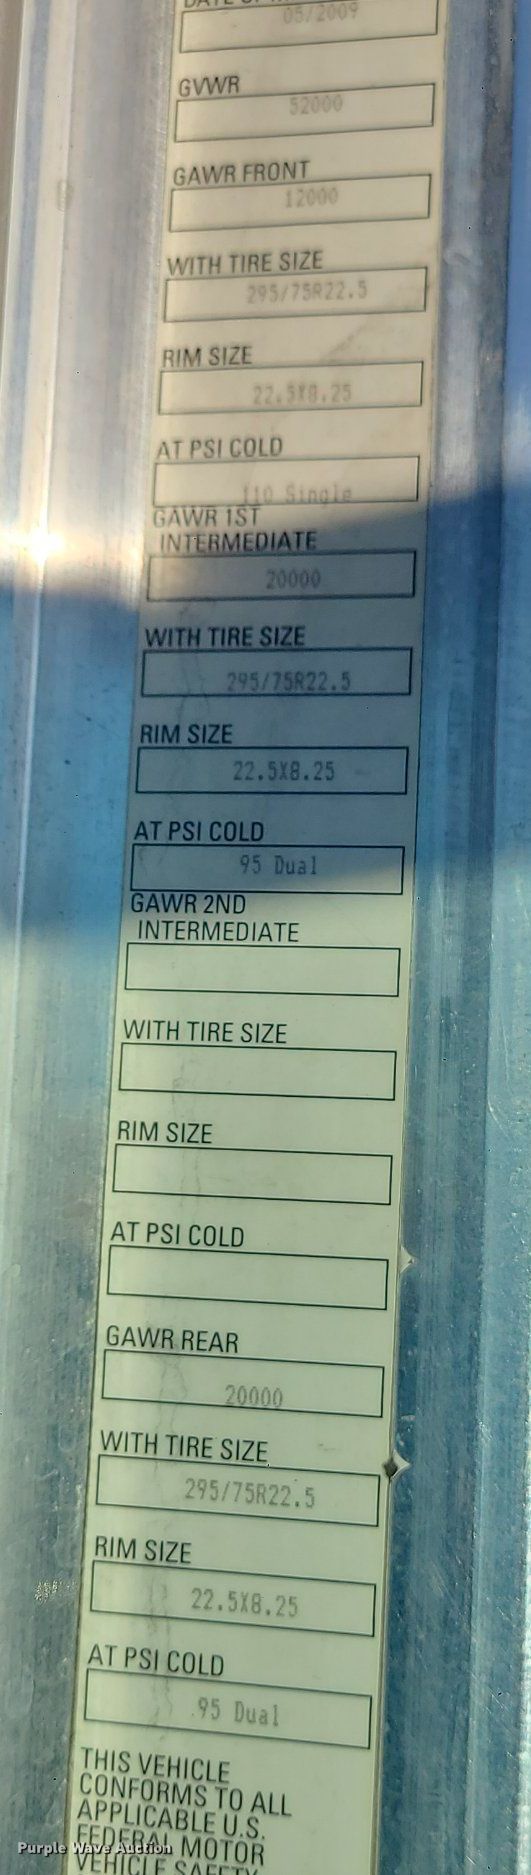 DATE OF
05/2009
GVWR
52000
GAWR FRONT
12000
WITH TIRE SIZE
295/75R22.5
RIM SIZE
22.5X8.25
AT PSI COLD
110 Single
GAWR 1ST
INTERMEDIATE
20000
WITH TIRE SIZE
295/75R22.5
RIM SIZE
22.5X8.25
AT PSI COLD
95 Dual
GAWR 2ND
INTERMEDIATE
WITH TIRE SIZE
RIM SIZE
AT PSI COLD
GAWR REAR
20000
WITH TIRE SIZE
295/75R22.5
RIM SIZE
22.5X8.25
AT PSI COLD
95 Dual
THIS VEHICLE
CONFORMS TO ALL
APPLICABLE U.S.
FEDERAL MOTOR
VEHICLE SAFETY
Purple Wave Auction